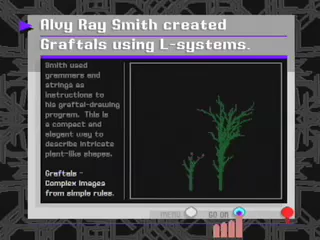 Alvy Ray Smith created
Graftals using L-systems.
Smith used
grammars and
strings as
instructions to
his graftal-drawing
program. This is
a compact and
elegant way to
describe intricate
plant-like shapes.
Graftals -
Complex images
from simple rules.
MENU
GO ON